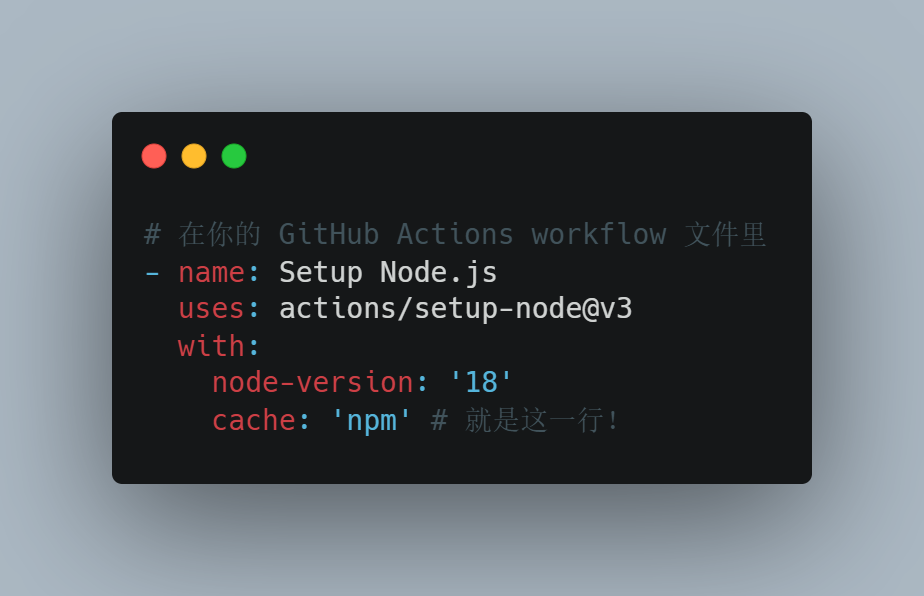 # 在你的 GitHub Actions workflow 文件里
- name: Setup Node.js
  uses: actions/setup-node@v3
  with:
    node-version: '18'
    cache: 'npm' # 就是这一行!